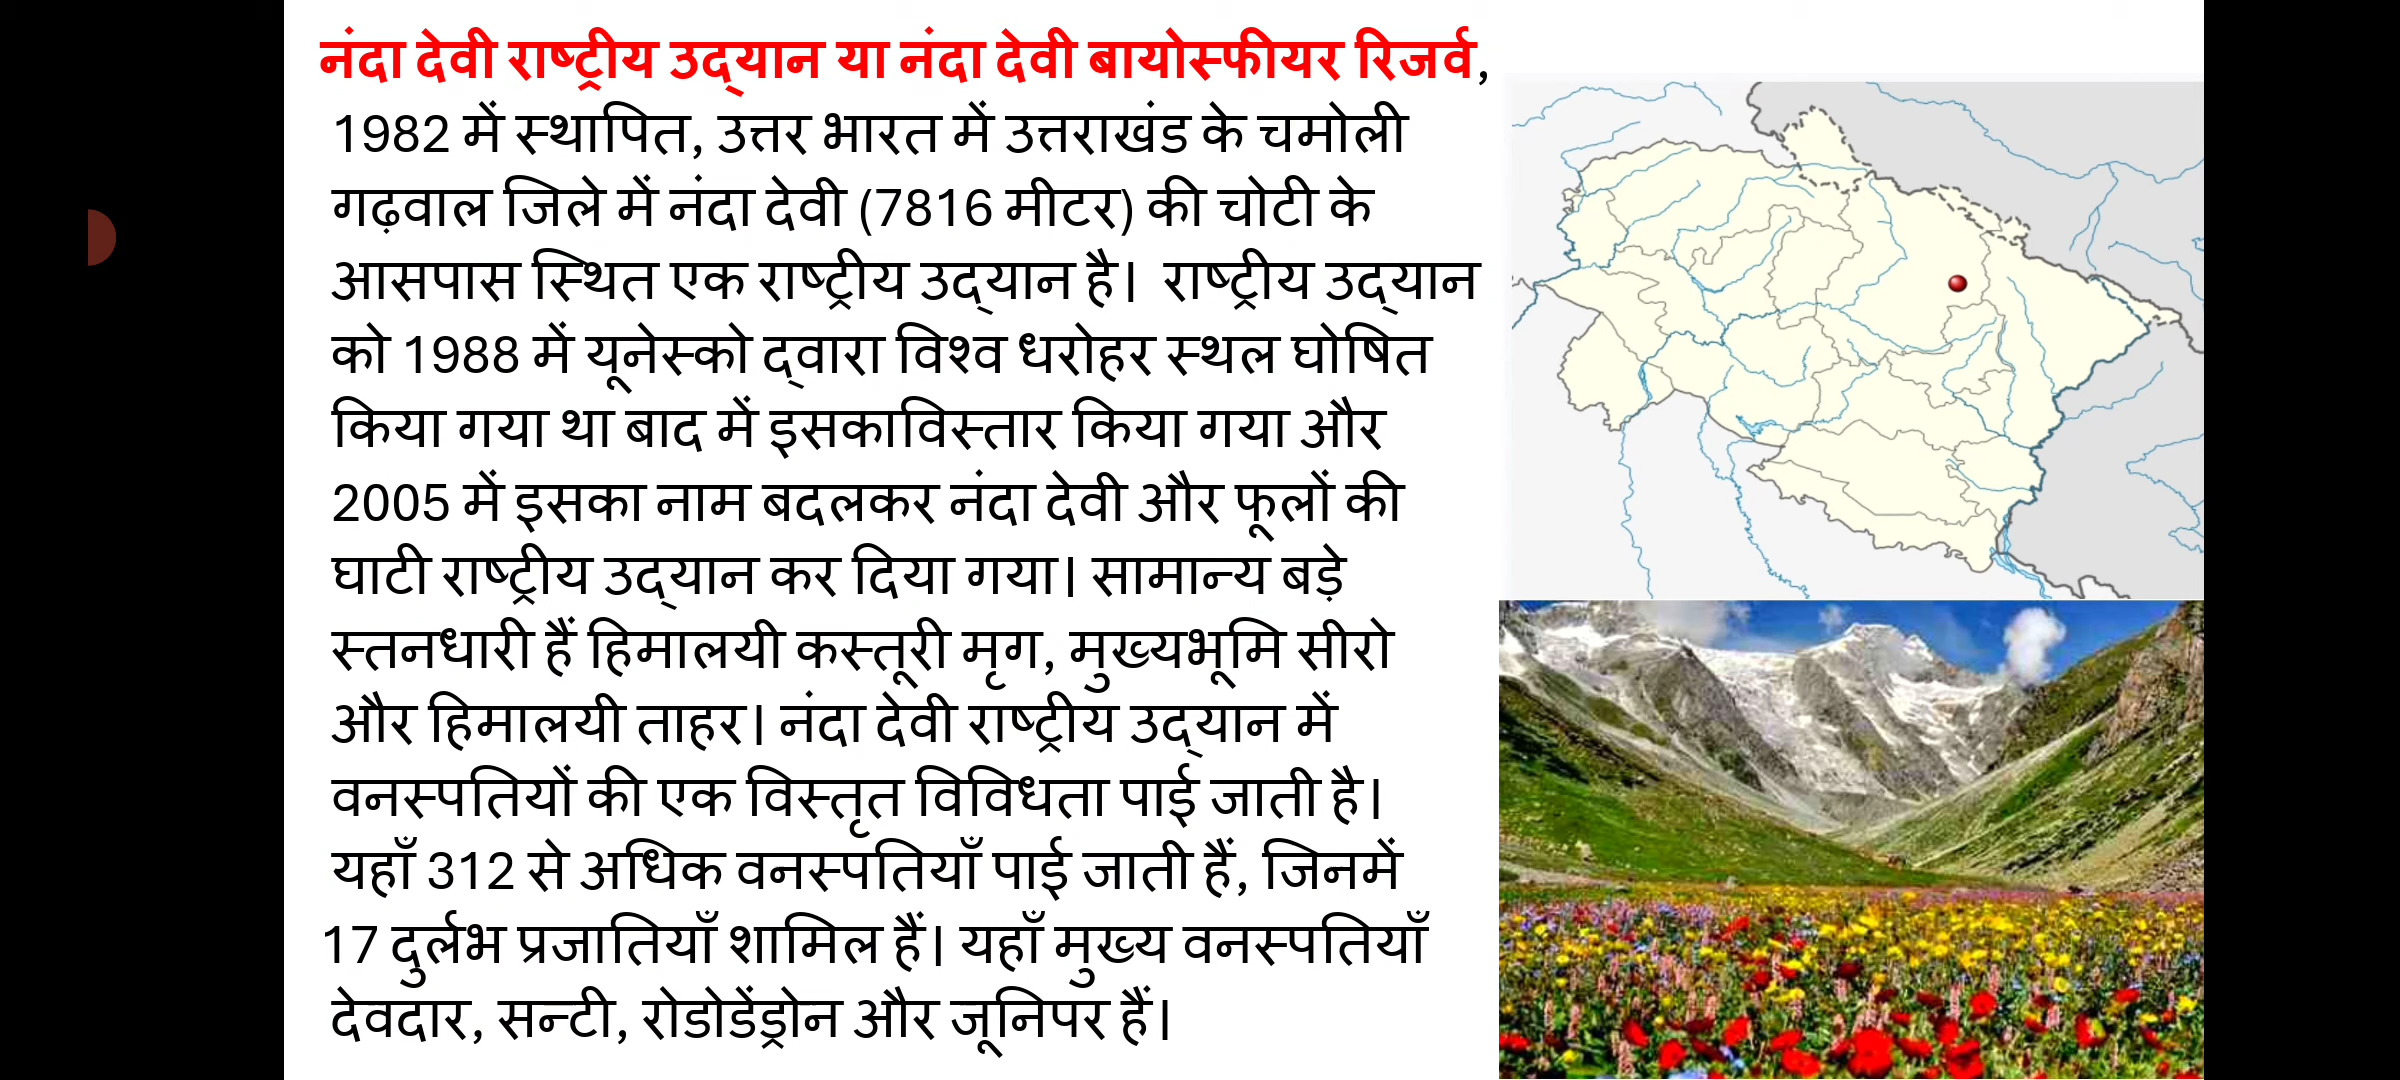 नंदा देवी राष्ट्रीय उद्यान या नंदा देवी बायोस्फीयर रिजर्व,
1982 में स्थापित, उत्तर भारत में उत्तराखंड के चमोली
गढ़वाल जिले में नंदा देवी (7816 मीटर) की चोटी के
आसपास स्थित एक राष्ट्रीय उद्यान है। राष्ट्रीय उद्यान
को 1988 में यूनेस्को द्वारा विश्व धरोहर स्थल घोषित
किया गया था बाद में इसकाविस्तार किया गया और
2005 में इसका नाम बदलकर नंदा देवी और फूलों की
घाटी राष्ट्रीय उद्यान कर दिया गया। सामान्य बड़े
स्तनधारी हैं हिमालयी कस्तूरी मृग, मुख्यभूमि सीरो
और हिमालयी ताहर। नंदा देवी राष्ट्रीय उद्यान में
वनस्पतियों की एक विस्तृत विविधता पाई जाती है।
यहाँ 312 से अधिक वनस्पतियाँ पाई जाती हैं, जिनमें
17 दुर्लभ प्रजातियाँ शामिल हैं। यहाँ मुख्य वनस्पतियाँ
देवदार, सन्टी, रोडोडेंड्रोन और जूनिपर हैं।